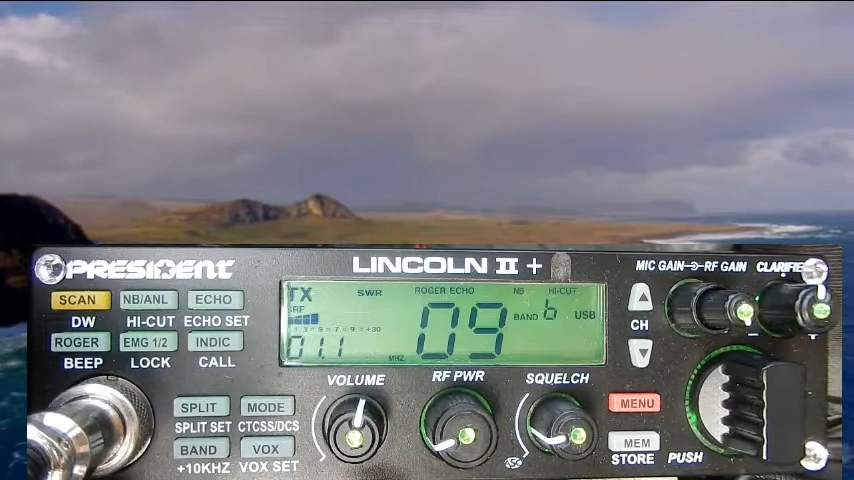 PRESIDENT
LINCOLN II +
MIC GAIN RF GAIN CLARIFIER
SCAN NB/ANL ECHO
DW HI-CUT ECHO SET
ROGER EMG 1/2 INDIC
BEEP LOCK CALL
TX SWR ROGER ECHO NB HI-CUT
SRF
09 BAND b USB
01.1 MHZ
CH
VOLUME RF PWR SQUELCH
SPLIT MODE
SPLIT SET CTCSS/DCS
BAND VOX
+10KHZ VOX SET
ASC
MENU
MEM
STORE PUSH